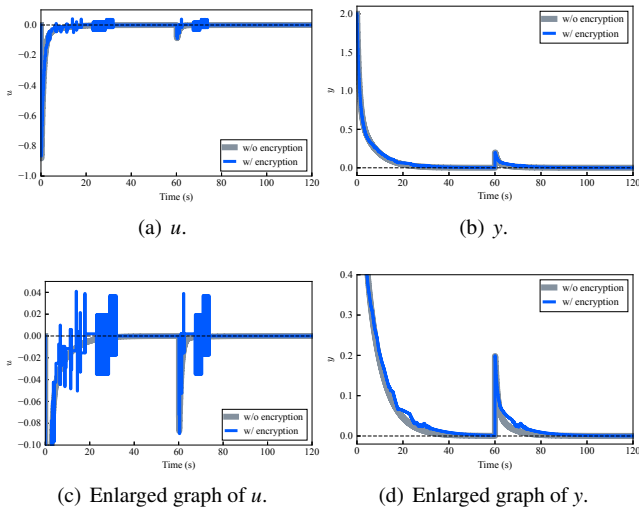 0.0
−0.2
−0.4
−0.6
−0.8
−1.0
u
w/o encryption
w/ encryption
0 20 40 60 80 100 120
Time (s)
(a) u.
2.0
1.5
1.0
0.5
0.0
y
w/o encryption
w/ encryption
0 20 40 60 80 100 120
Time (s)
(b) y.
0.04
0.02
0.00
−0.02
−0.04
−0.06
−0.08
−0.10
u
w/o encryption
w/ encryption
0 20 40 60 80 100 120
Time (s)
(c) Enlarged graph of u.
0.4
0.3
0.2
0.1
0.0
y
w/o encryption
w/ encryption
0 20 40 60 80 100 120
Time (s)
(d) Enlarged graph of y.